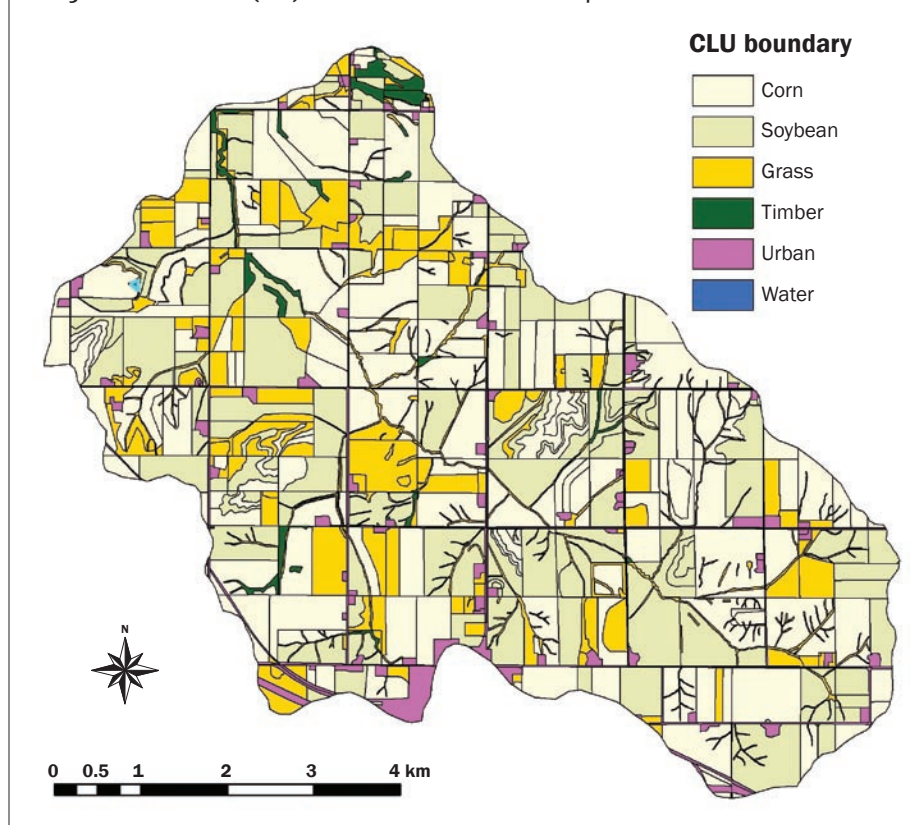 CLU boundary
Corn
Soybean
Grass
Timber
Urban
Water
N
0 0.5 1 2 3 4 km